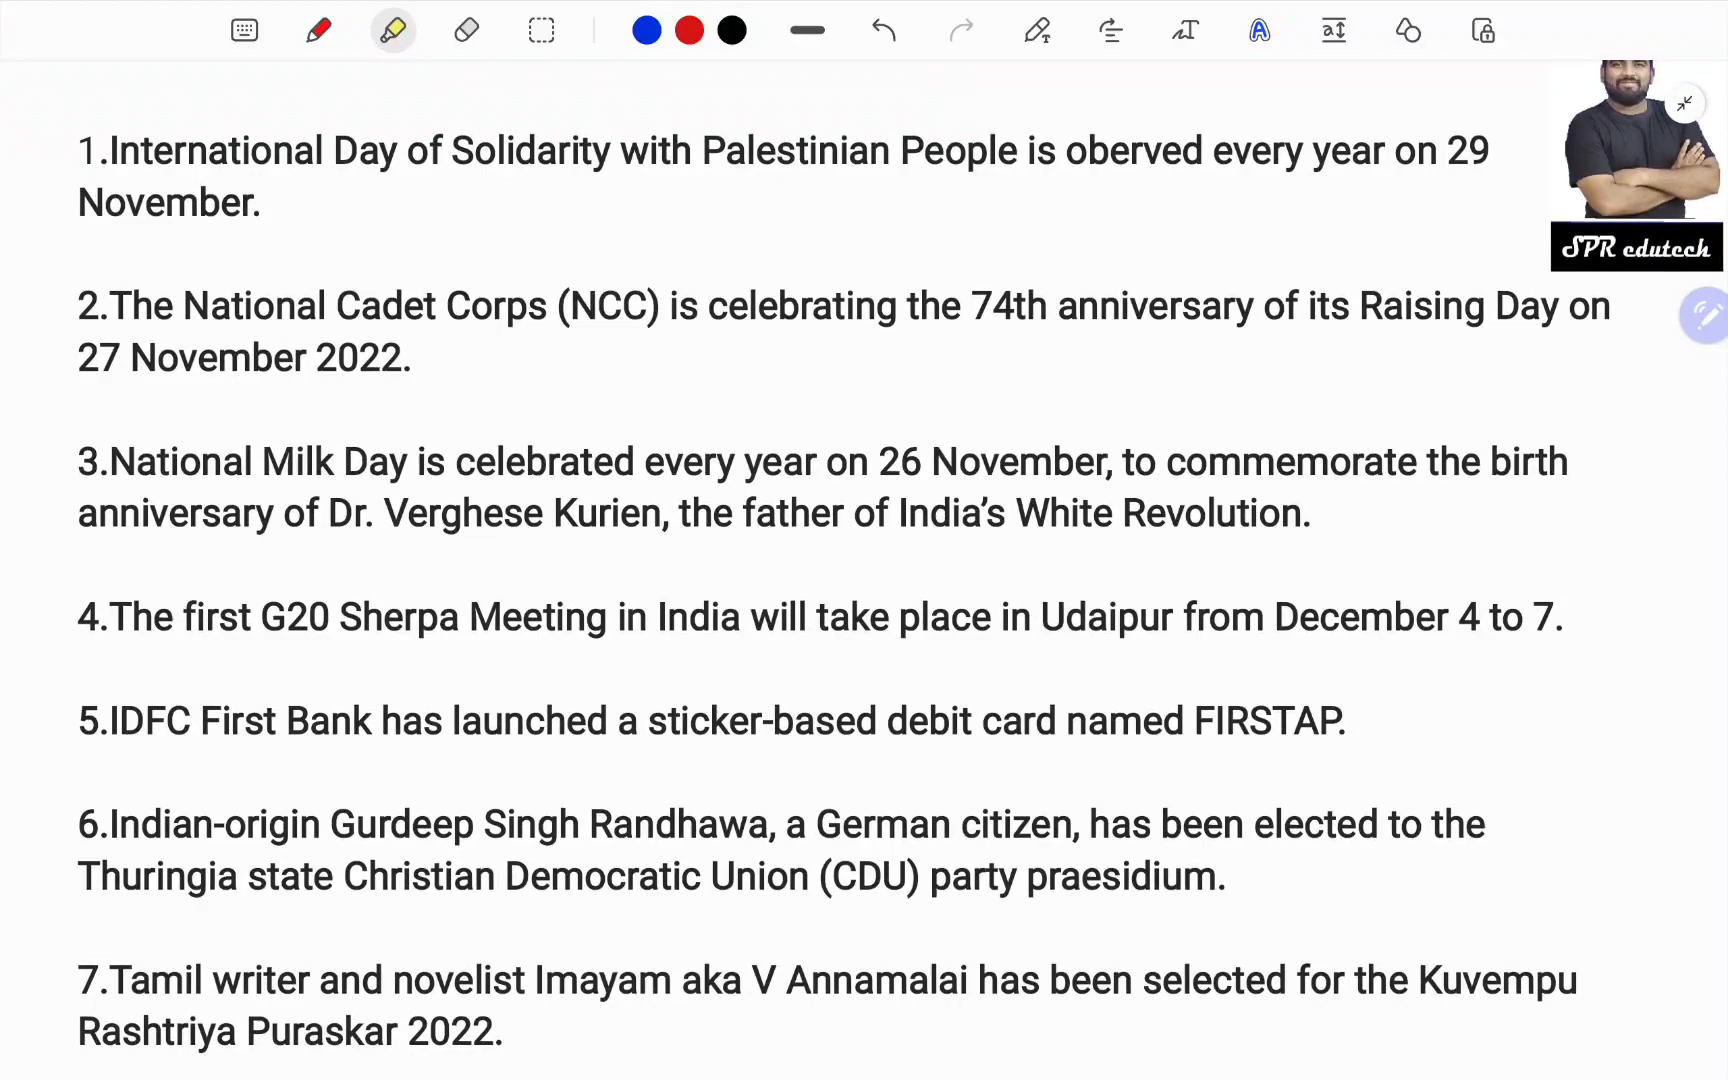 1.International Day of Solidarity with Palestinian People is oberved every year on 29
November.
SPR edutech
2.The National Cadet Corps (NCC) is celebrating the 74th anniversary of its Raising Day on
27 November 2022.
3.National Milk Day is celebrated every year on 26 November, to commemorate the birth
anniversary of Dr. Verghese Kurien, the father of India’s White Revolution.
4.The first G20 Sherpa Meeting in India will take place in Udaipur from December 4 to 7.
5.IDFC First Bank has launched a sticker-based debit card named FIRSTAP.
6.Indian-origin Gurdeep Singh Randhawa, a German citizen, has been elected to the
Thuringia state Christian Democratic Union (CDU) party praesidium.
7.Tamil writer and novelist Imayam aka V Annamalai has been selected for the Kuvempu
Rashtriya Puraskar 2022.